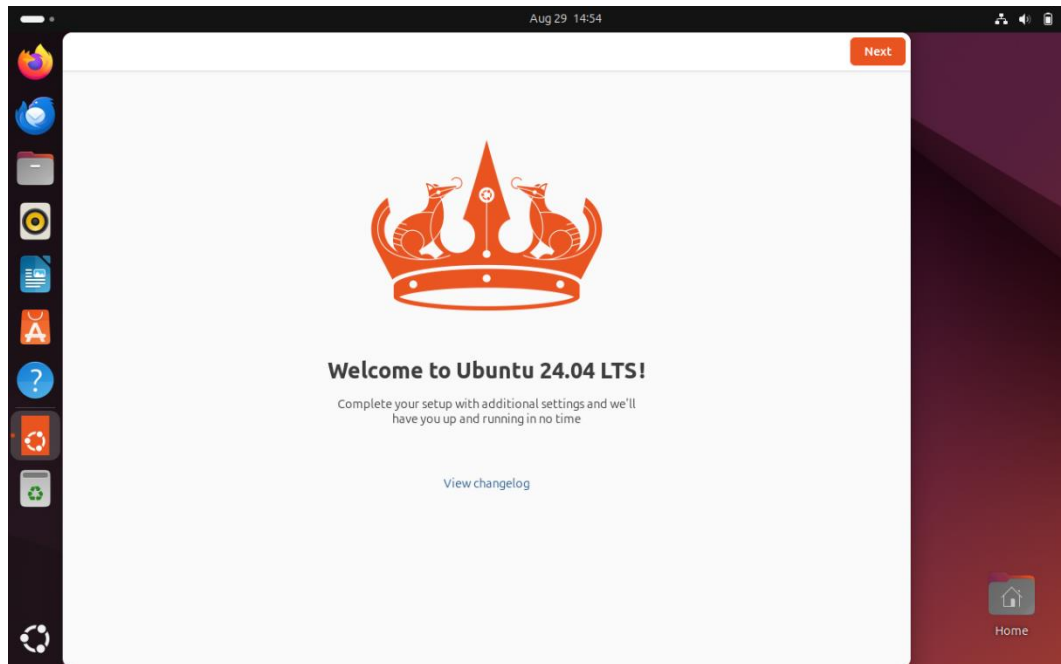 Aug 29 14:54
Next
Welcome to Ubuntu 24.04 LTS!
Complete your setup with additional settings and we'll
have you up and running in no time
View changelog
Home